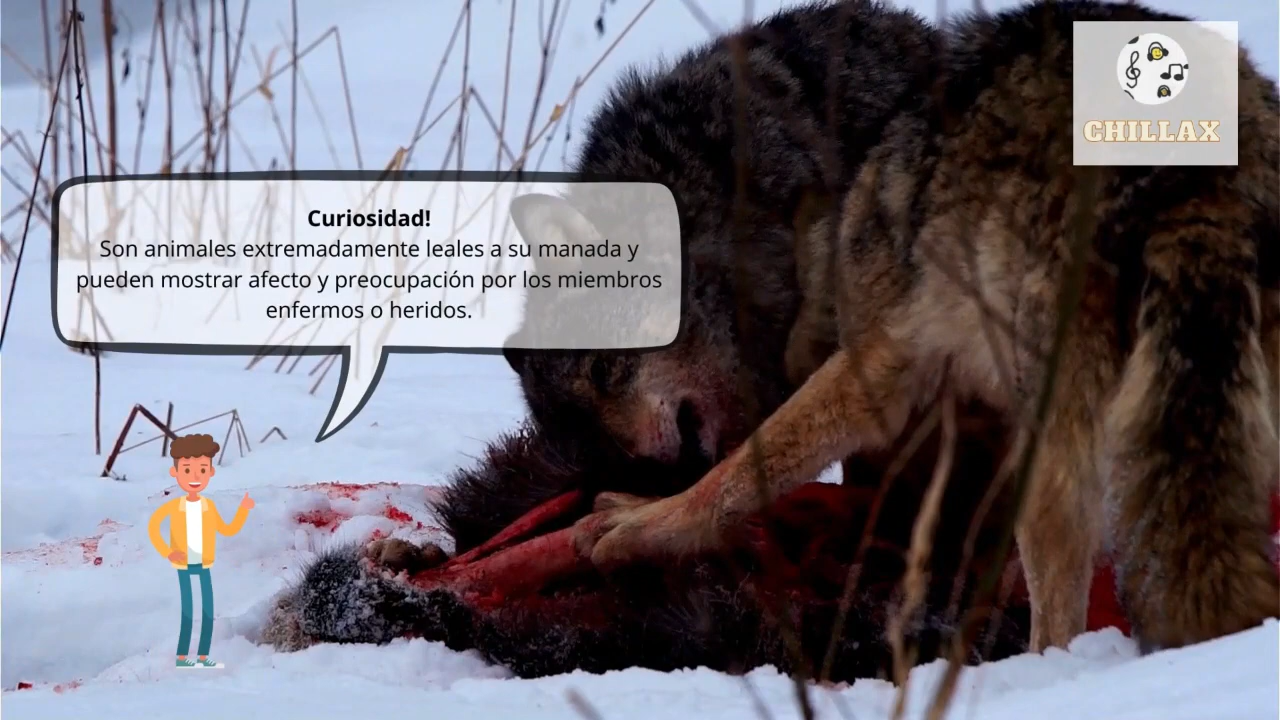 CHILLAX
Curiosidad!
Son animales extremadamente leales a su manada y
pueden mostrar afecto y preocupación por los miembros
enfermos o heridos.